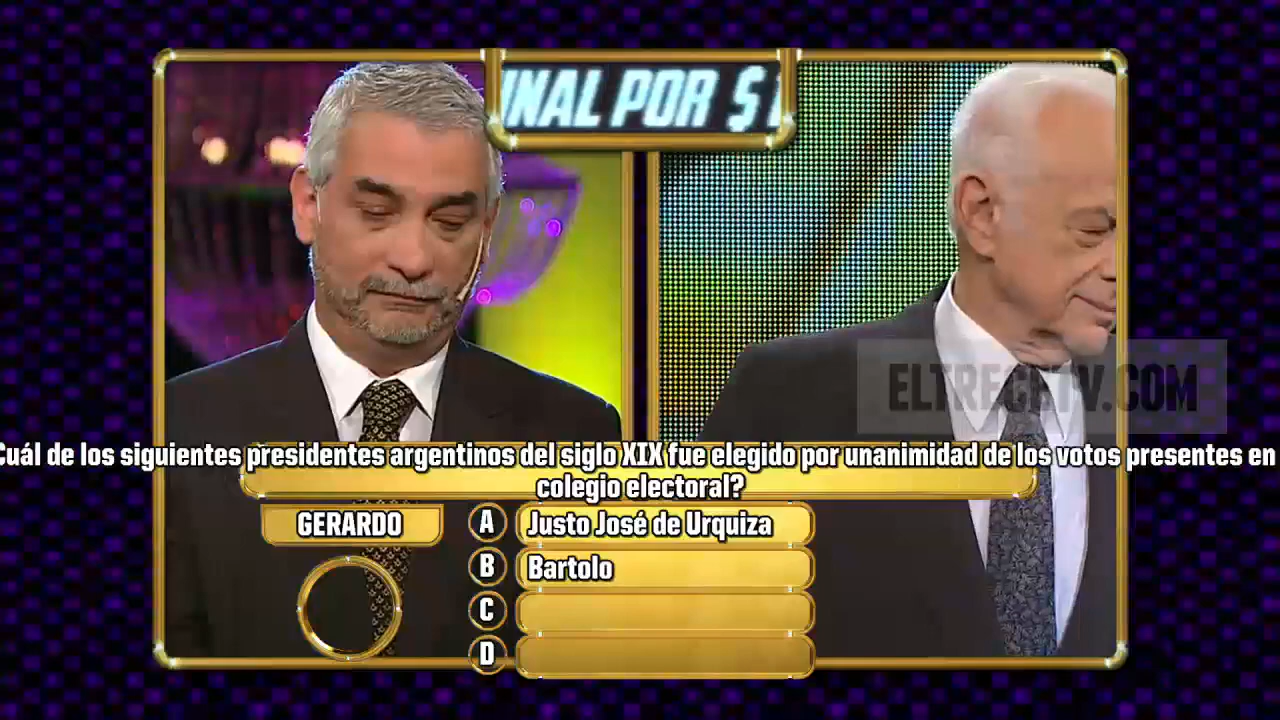 INAL POR $1
ELTRECETV.COM
Cuál de los siguientes presidentes argentinos del siglo XIX fue elegido por unanimidad de los votos presentes en
colegio electoral?
GERARDO
A Justo José de Urquiza
B Bartolo
C
D